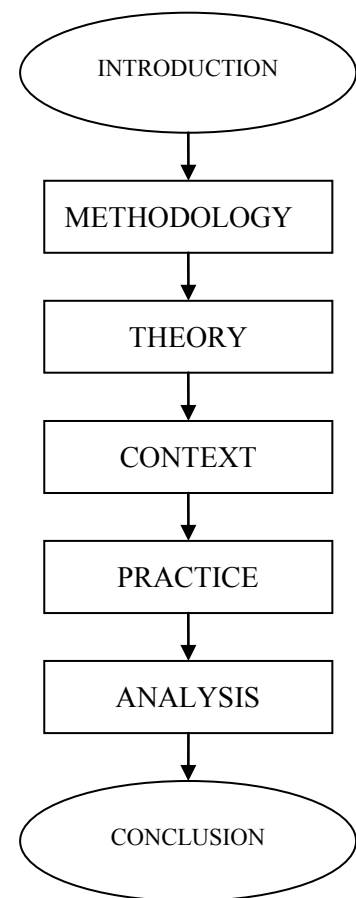 INTRODUCTION
METHODOLOGY
THEORY
CONTEXT
PRACTICE
ANALYSIS
CONCLUSION